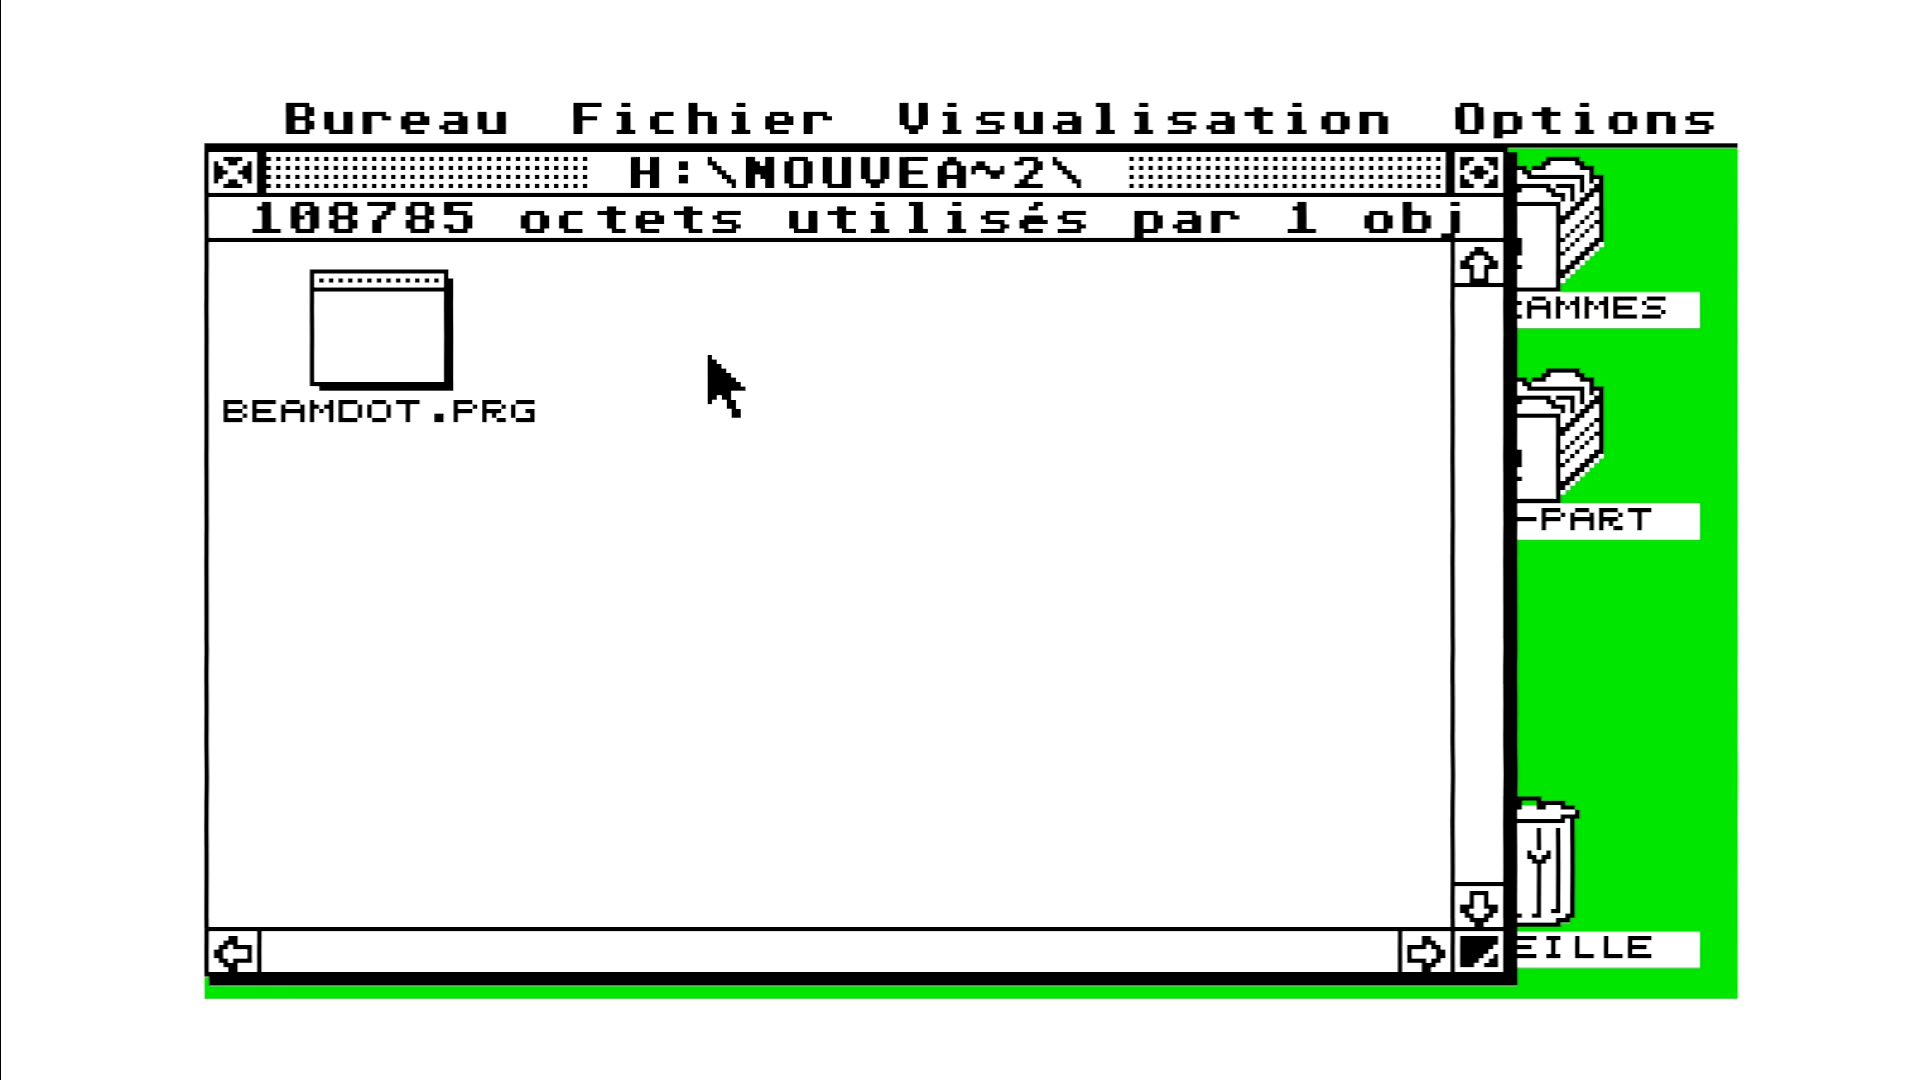 Bureau Fichier Visualisation Options
H:\NOUVEA~2\
108785 octets utilisés par 1 obj
BEAMDOT.PRG
AMMES
-PART
EILLE